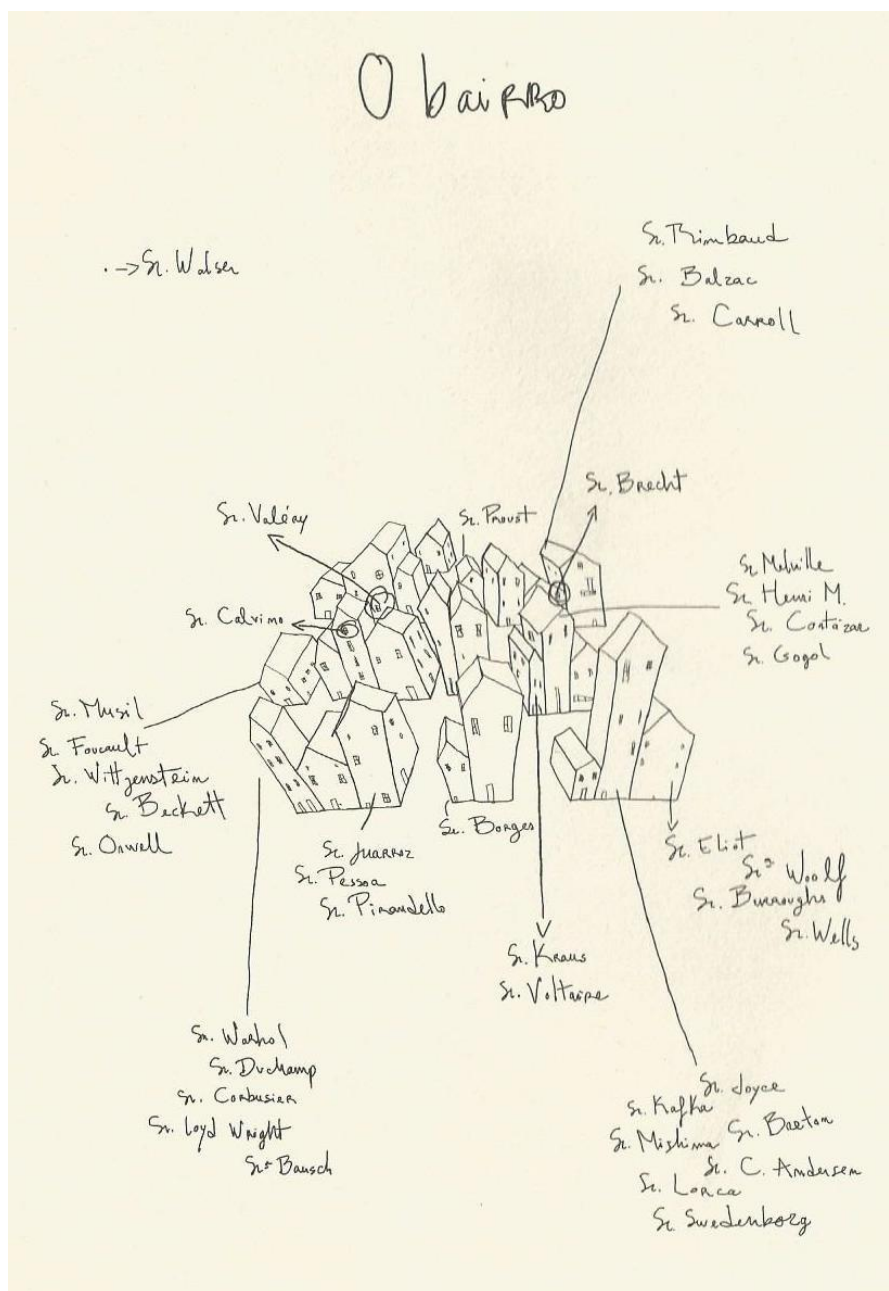 O bairro
Sr. Rimbaud
Sr. Balzac
Sr. Carroll
Sr. Walser
Sr. Brecht
Sr. Valéry
Sr. Proust
Sr. Calvino
Sr. Melville
Sr. Henri M.
Sr. Cortázar
Sr. Gogol
Sr. Musil
Sr. Foucault
Sr. Wittgenstein
Sr. Beckett
Sr. Orwell
Sr. Juarroz
Sr. Pessoa
Sr. Pirandello
Sr. Borges
Sr. Eliot
Srª Woolf
Sr. Burroughs
Sr. Wells
Sr. Kraus
Sr. Voltaire
Sr. Warhol
Sr. Duchamp
Sr. Corbusier
Sr. Loyd Wright
Srª Bausch
Sr. Joyce
Sr. Kafka
Sr. Mishima
Sr. Breton
Sr. C. Andersen
Sr. Lorca
Sr. Swedenborg